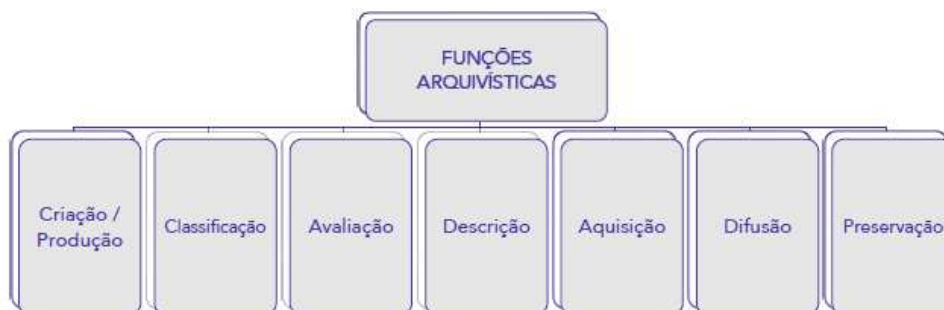 FUNÇÕES
ARQUIVÍSTICAS
Criação /
Produção
Classificação
Avaliação
Descrição
Aquisição
Difusão
Preservação